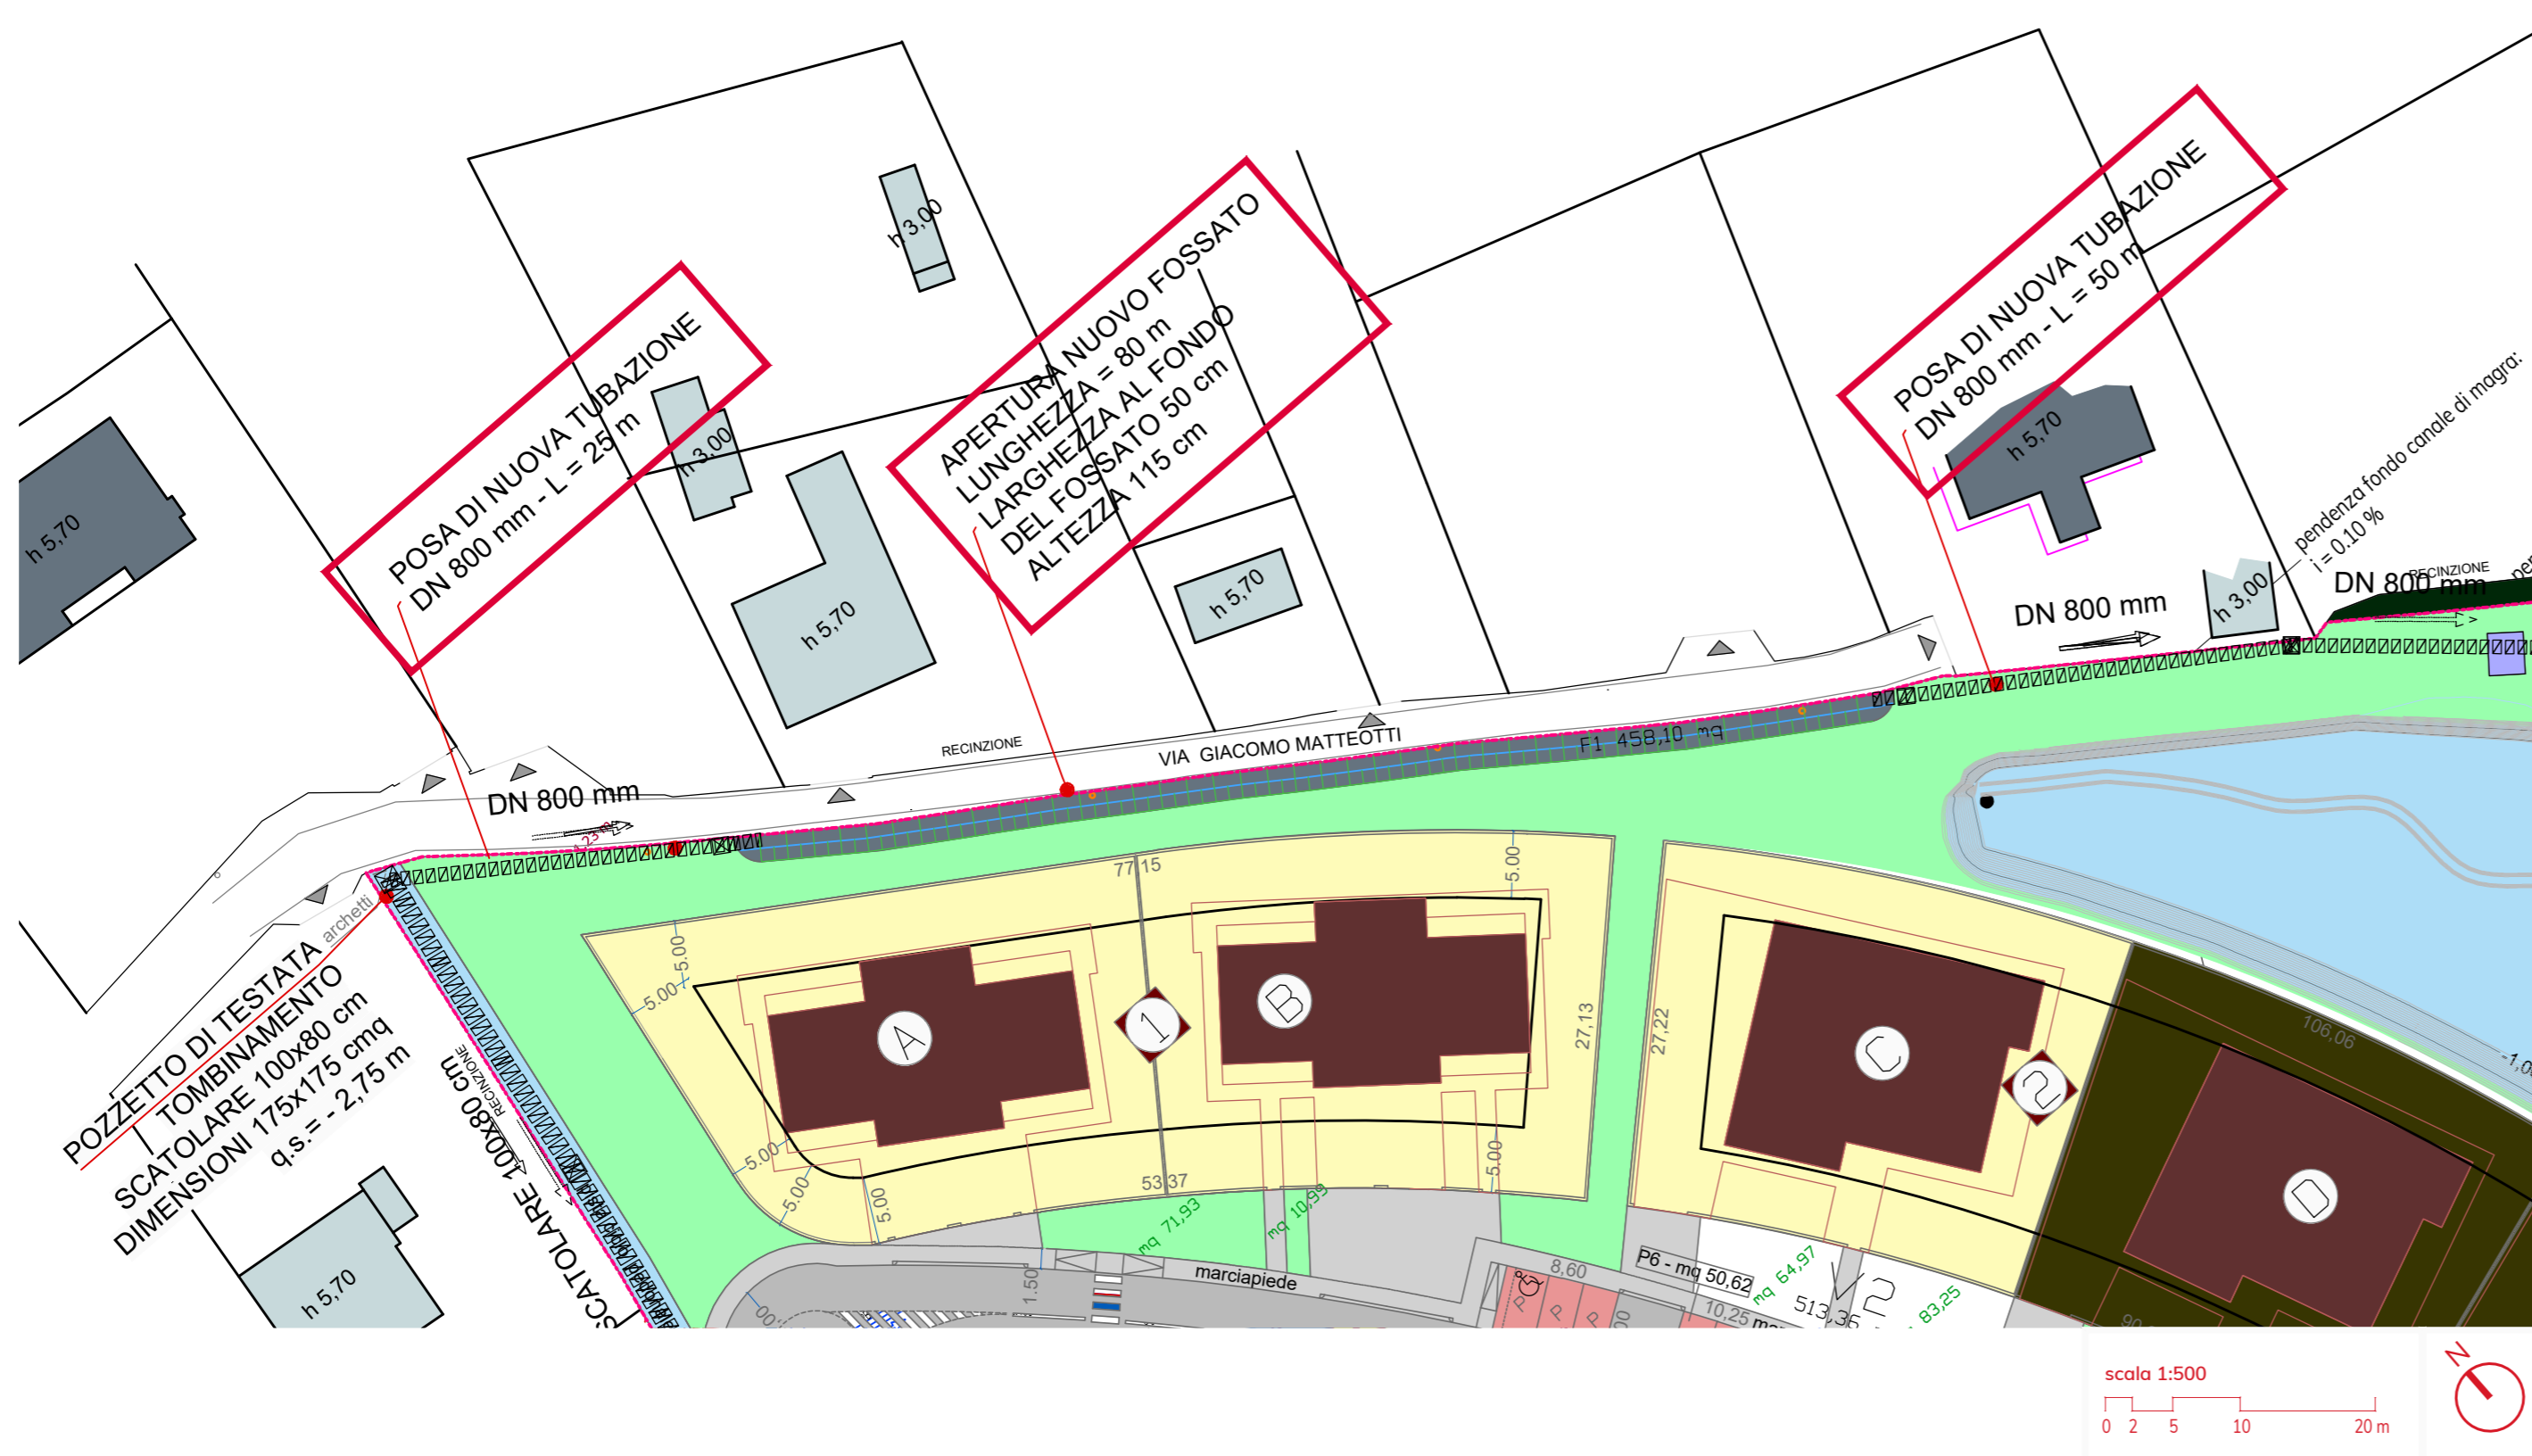 POSA DI NUOVA TUBAZIONE
DN 800 mm - L = 25 m
APERTURA NUOVO FOSSATO
LUNGHEZZA = 80 m
LARGHEZZA AL FONDO
DEL FOSSATO 50 cm
ALTEZZA 115 cm
POSA DI NUOVA TUBAZIONE
DN 800 mm - L = 50 m
h 3,00
h 5,70
h 3,00
h 5,70
h 5,70
h 5,70
h 3,00
pendenza fondo canale di magra:
i = 0.10 %
DN 800 mm
RECINZIONE
DN 800 mm
RECINZIONE
VIA GIACOMO MATTEOTTI
F1 458,10 mq
DN 800 mm
archetti
POZZETTO DI TESTATA
TOMBINAMENTO
SCATOLARE 100x80 cm
DIMENSIONI 175x175 cmq
q.s.= - 2,75 m
RECINZIONE
SCATOLARE 100x80 cm
h 5,70
77,15
5.00
5.00
5.00
5.00
5.00
5.00
5.00
A
1
B
27,13
27,22
C
2
D
106,06
53,37
mq 71,93
mq 10,99
1.50
marciapiede
8,60
P
P
P
P6 - mq 50,62
10,25
mq 64,97
V2
513,35
83,25
scala 1:500
0 2 5 10 20 m
N